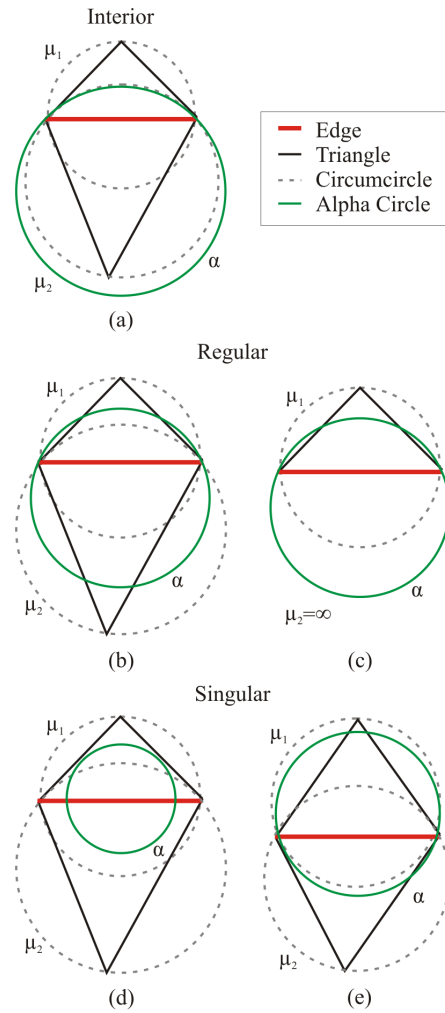 Interior
μ₁
Edge
Triangle
Circumcircle
Alpha Circle
μ₂
α
(a)
Regular
μ₁
μ₁
α
α
μ₂
μ₂=∞
(b)
(c)
Singular
μ₁
μ₁
α
α
μ₂
μ₂
(d)
(e)